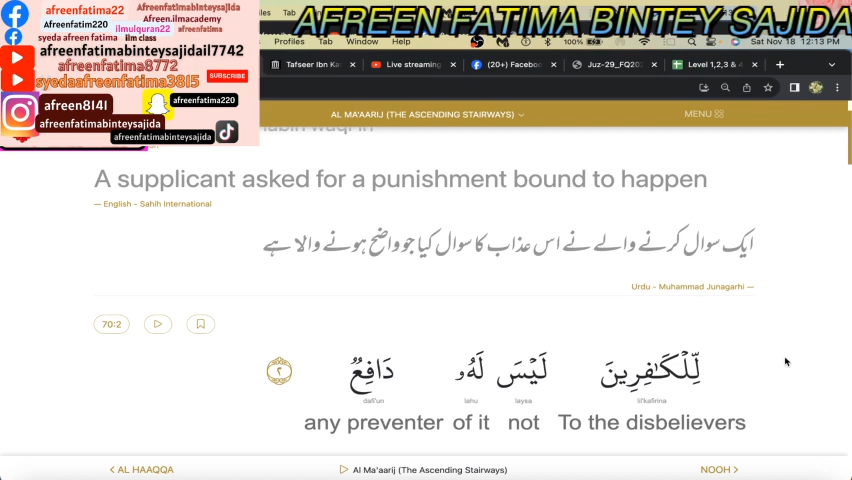 AFREEN FATIMA BINTEY SAJIDA
afreenfatima22
Afreenfatimabinteysajida
Afreenfatim220
Afreen.ilmacademy
ilmulquran22
syeda afreen fatima
ilm class
afreenfatima
afreenfatimabinteysajidail7742
afreenfatima8772
syedaafreenfatima3815
SUBSCRIBE
afreen8141
afreenfatima220
afreenfatimabinteysajida
afreenfatimabinteysajida
Profiles Tab Window Help
100%
Sat Nov 18 12:13 PM
Tafseer Ibn Ka
Live streaming
(20+) Facebo
Juz-29_FQ20
Level 1,2,3 &
AL MA'AARIJ (THE ASCENDING STAIRWAYS)
MENU
A supplicant asked for a punishment bound to happen
— English - Sahih International
ایک سوال کرنے والے نے اس عذاب کا سوال کیا جو واضح ہونے والا ہے
Urdu - Muhammad Junagarhi —
70:2
لِّلْكَـٰفِرِينَ لَيْسَ لَهُۥ دَافِعٌۭ ٢
dafi'un lahu laysa lil'kafirina
any preventer of it not To the disbelievers
AL HAAQQA
Al Ma'aarij (The Ascending Stairways)
NOOH